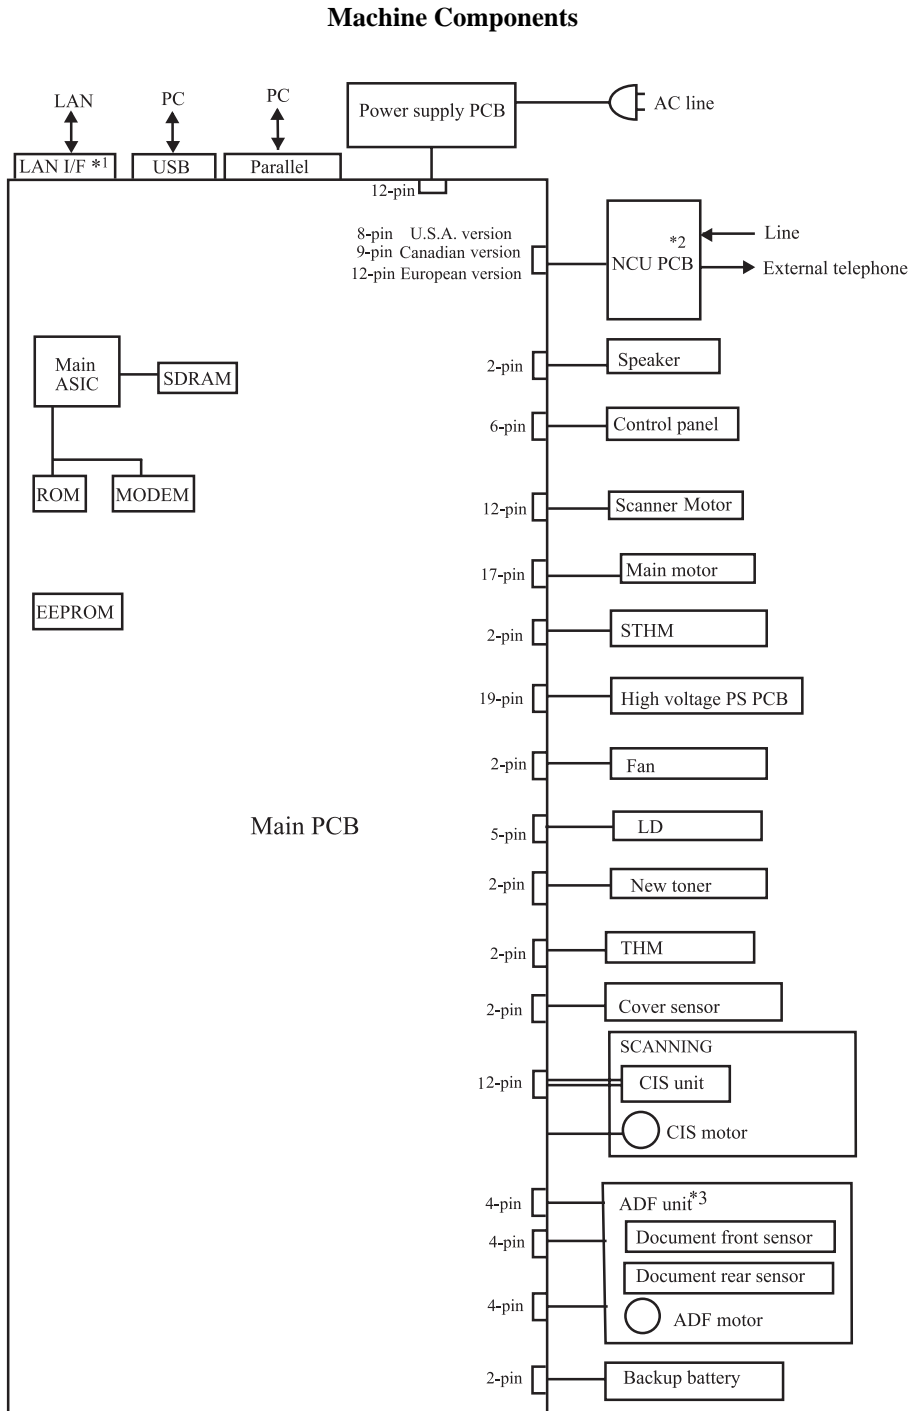 Machine Components
LAN
PC
PC
Power supply PCB
AC line
LAN I/F *1
USB
Parallel
12-pin
8-pin U.S.A. version
9-pin Canadian version
12-pin European version
*2
NCU PCB
Line
External telephone
Main
ASIC
SDRAM
ROM
MODEM
EEPROM
Main PCB
2-pin
Speaker
6-pin
Control panel
12-pin
Scanner Motor
17-pin
Main motor
2-pin
STHM
19-pin
High voltage PS PCB
2-pin
Fan
5-pin
LD
2-pin
New toner
2-pin
THM
2-pin
Cover sensor
SCANNING
12-pin
CIS unit
CIS motor
4-pin
ADF unit*3
4-pin
Document front sensor
Document rear sensor
4-pin
ADF motor
2-pin
Backup battery